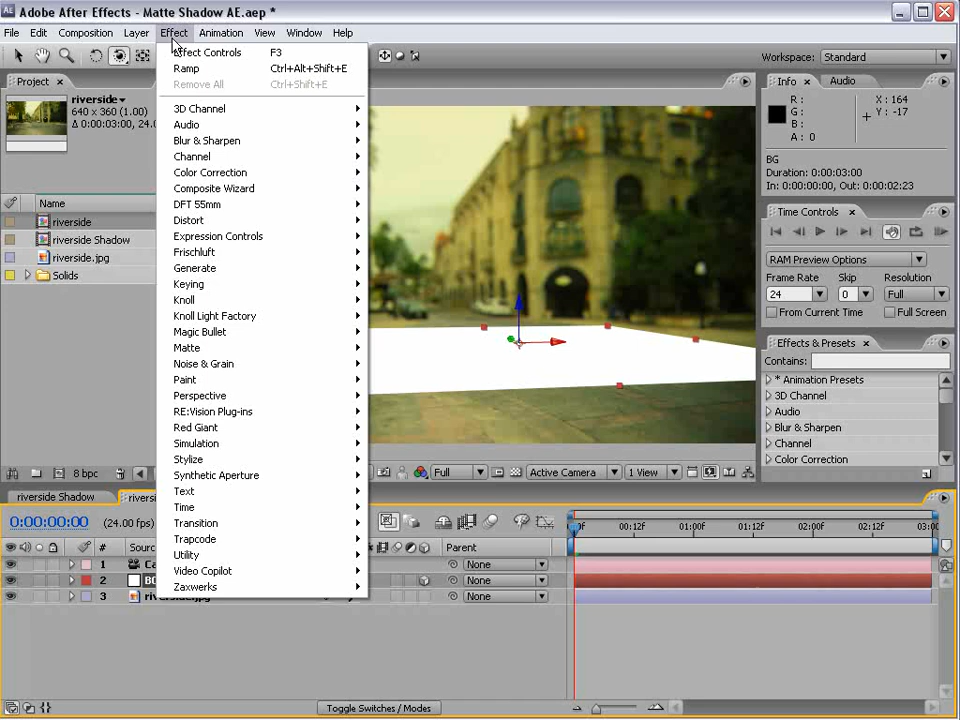 Adobe After Effects - Matte Shadow AE.aep *
File Edit Composition Layer Effect Animation View Window Help
Workspace: Standard
Project
riverside
640 x 360 (1.00)
Δ 0:00:03:00, 24.0
Name
riverside
riverside Shadow
riverside.jpg
Solids
8 bpc
Effect Controls F3
Ramp Ctrl+Alt+Shift+E
Remove All Ctrl+Shift+E
3D Channel
Audio
Blur & Sharpen
Channel
Color Correction
Composite Wizard
DFT 55mm
Distort
Expression Controls
Frischluft
Generate
Keying
Knoll
Knoll Light Factory
Magic Bullet
Matte
Noise & Grain
Paint
Perspective
RE:Vision Plug-ins
Red Giant
Simulation
Stylize
Synthetic Aperture
Text
Time
Transition
Trapcode
Utility
Video Copilot
Zaxwerks
Full Active Camera 1 View
Info Audio
R: X: 164
G: Y: -17
B:
A: 0
BG
Duration: 0:00:03:00
In: 0:00:00:00, Out: 0:00:02:23
Time Controls
RAM Preview Options
Frame Rate Skip Resolution
24 0 Full
From Current Time Full Screen
Effects & Presets
Contains:
* Animation Presets
3D Channel
Audio
Blur & Sharpen
Channel
Color Correction
riverside Shadow
0:00:00:00 (24.00 fps)
# Parent
1 None
2 None
3 riverside.jpg None
00:12f 01:00f 01:12f 02:00f 02:12f 03:00
Toggle Switches / Modes